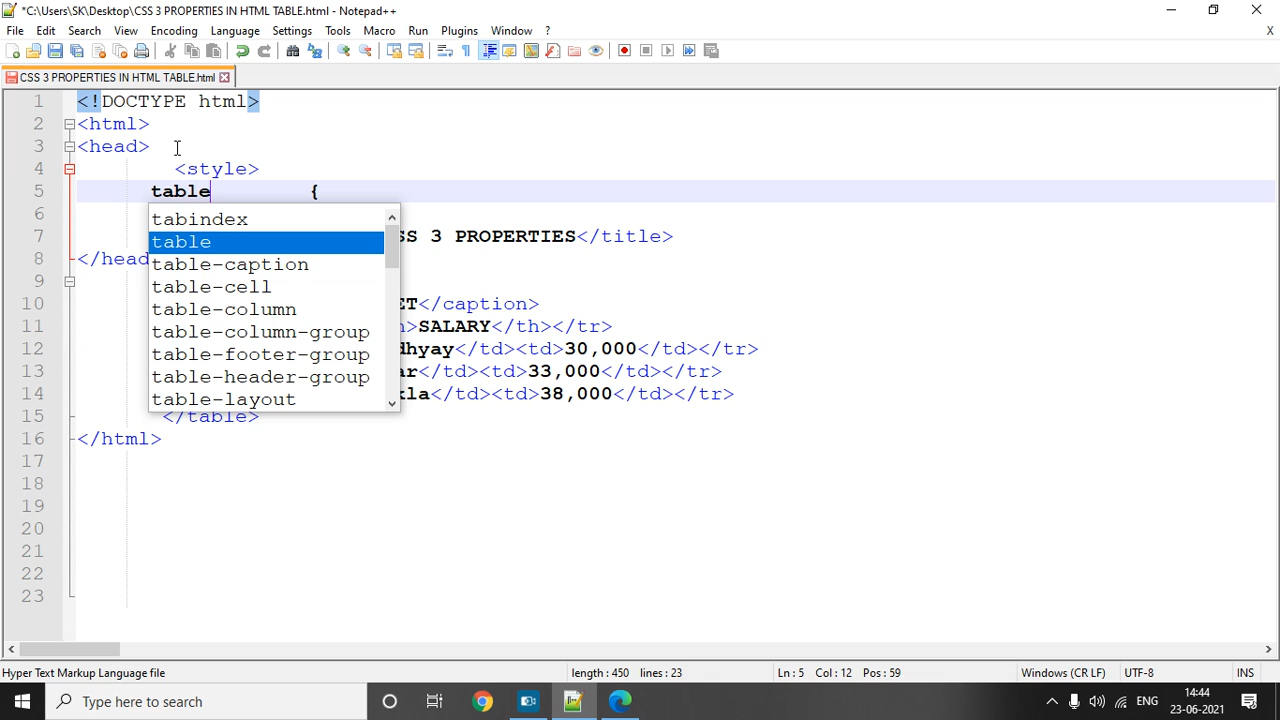 *C:\Users\SK\Desktop\CSS 3 PROPERTIES IN HTML TABLE.html - Notepad++
File Edit Search View Encoding Language Settings Tools Macro Run Plugins Window ? X
CSS 3 PROPERTIES IN HTML TABLE.html
1 <!DOCTYPE html>
2 <html>
3 <head>
4 <style>
5 table {
6
7 SS 3 PROPERTIES</title>
8 </head
9
10 ET</caption>
11 >SALARY</th></tr>
12 dhyay</td><td>30,000</td></tr>
13 ar</td><td>33,000</td></tr>
14 kla</td><td>38,000</td></tr>
15 </table>
16 </html>
17
18
19
20
21
22
23
tabindex
table
table-caption
table-cell
table-column
table-column-group
table-footer-group
table-header-group
table-layout
Hyper Text Markup Language file length : 450 lines : 23 Ln : 5 Col : 12 Pos : 59 Windows (CR LF) UTF-8 INS
Type here to search ENG 14:44
23-06-2021